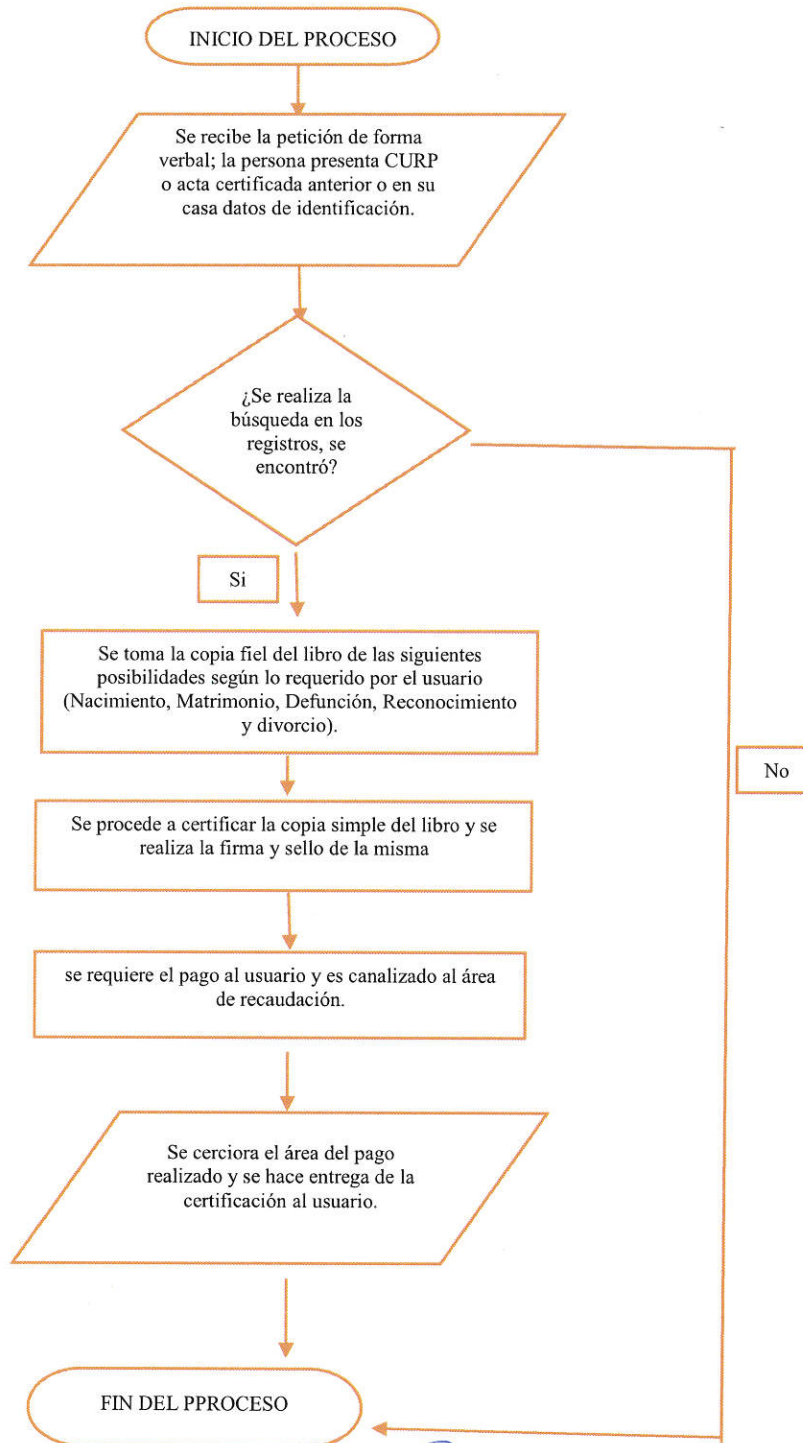 INICIO DEL PROCESO
Se recibe la petición de forma
verbal; la persona presenta CURP
o acta certificada anterior o en su
casa datos de identificación.
¿Se realiza la
búsqueda en los
registros, se
encontró?
Si
Se toma la copia fiel del libro de las siguientes
posibilidades según lo requerido por el usuario
(Nacimiento, Matrimonio, Defunción, Reconocimiento
y divorcio).
No
Se procede a certificar la copia simple del libro y se
realiza la firma y sello de la misma
se requiere el pago al usuario y es canalizado al área
de recaudación.
Se cerciora el área del pago
realizado y se hace entrega de la
certificación al usuario.
FIN DEL PPROCESO